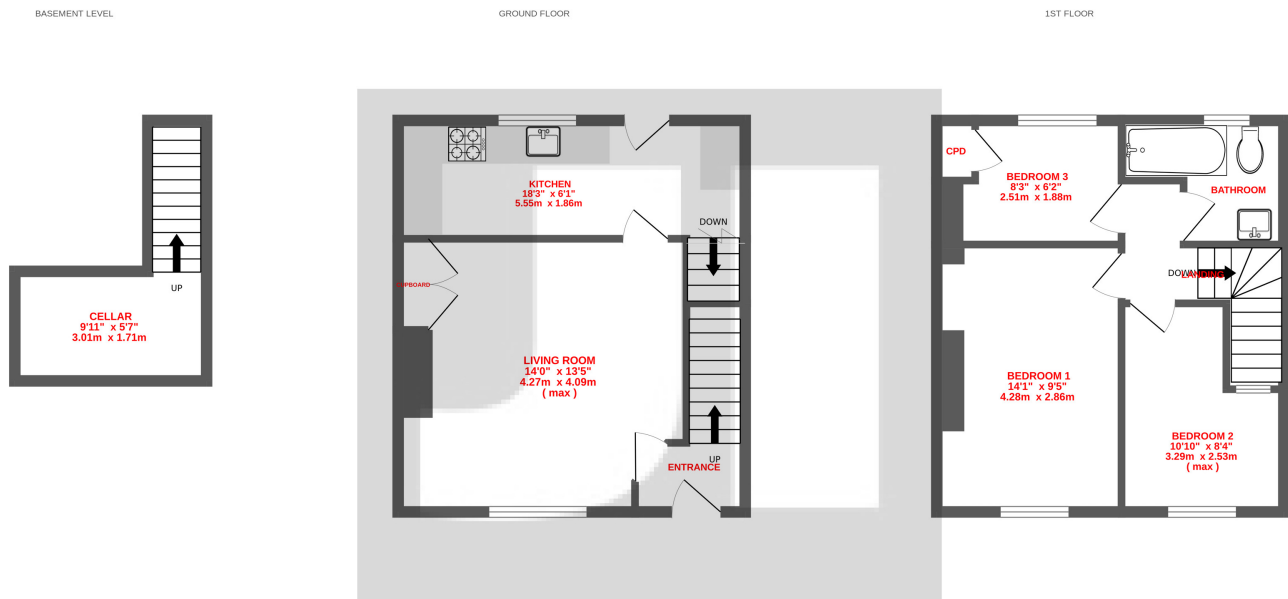 BASEMENT LEVEL
GROUND FLOOR
1ST FLOOR
UP
CELLAR
9'11" x 5'7"
3.01m x 1.71m
KITCHEN
18'3" x 6'1"
5.55m x 1.86m
DOWN
CUPBOARD
LIVING ROOM
14'0" x 13'5"
4.27m x 4.09m
( max )
UP
ENTRANCE
CPD
BEDROOM 3
8'3" x 6'2"
2.51m x 1.88m
BATHROOM
DOWN
LANDING
BEDROOM 1
14'1" x 9'5"
4.28m x 2.86m
BEDROOM 2
10'10" x 8'4"
3.29m x 2.53m
( max )